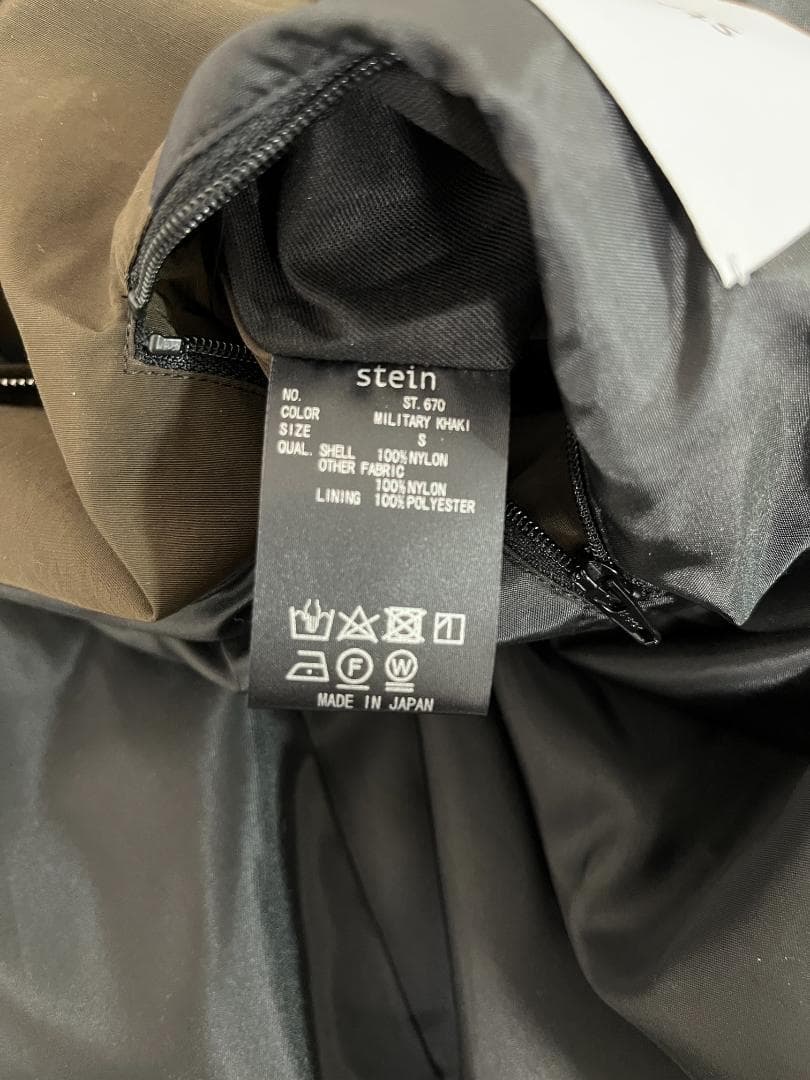 stein
NO. ST.670
COLOR MILITARY KHAKI
SIZE S
QUAL. SHELL 100%NYLON
OTHER FABRIC
100%NYLON
LINING 100%POLYESTER
F W
MADE IN JAPAN